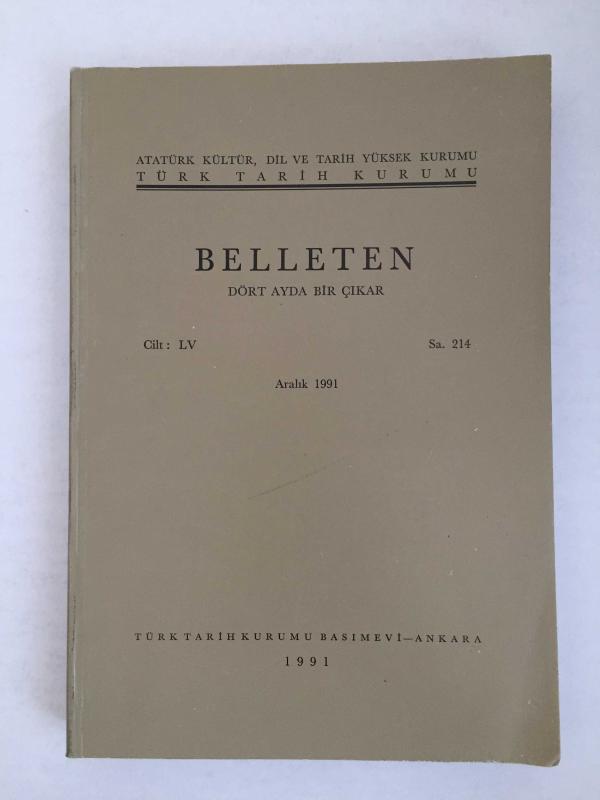 ATATÜRK KÜLTÜR, DİL VE TARİH YÜKSEK KURUMU
TÜRK TARİH KURUMU
BELLETEN
DÖRT AYDA BİR ÇIKAR
Cilt : LV Sa. 214
Aralık 1991
TÜRK TARİH KURUMU BASIMEVİ—ANKARA
1991